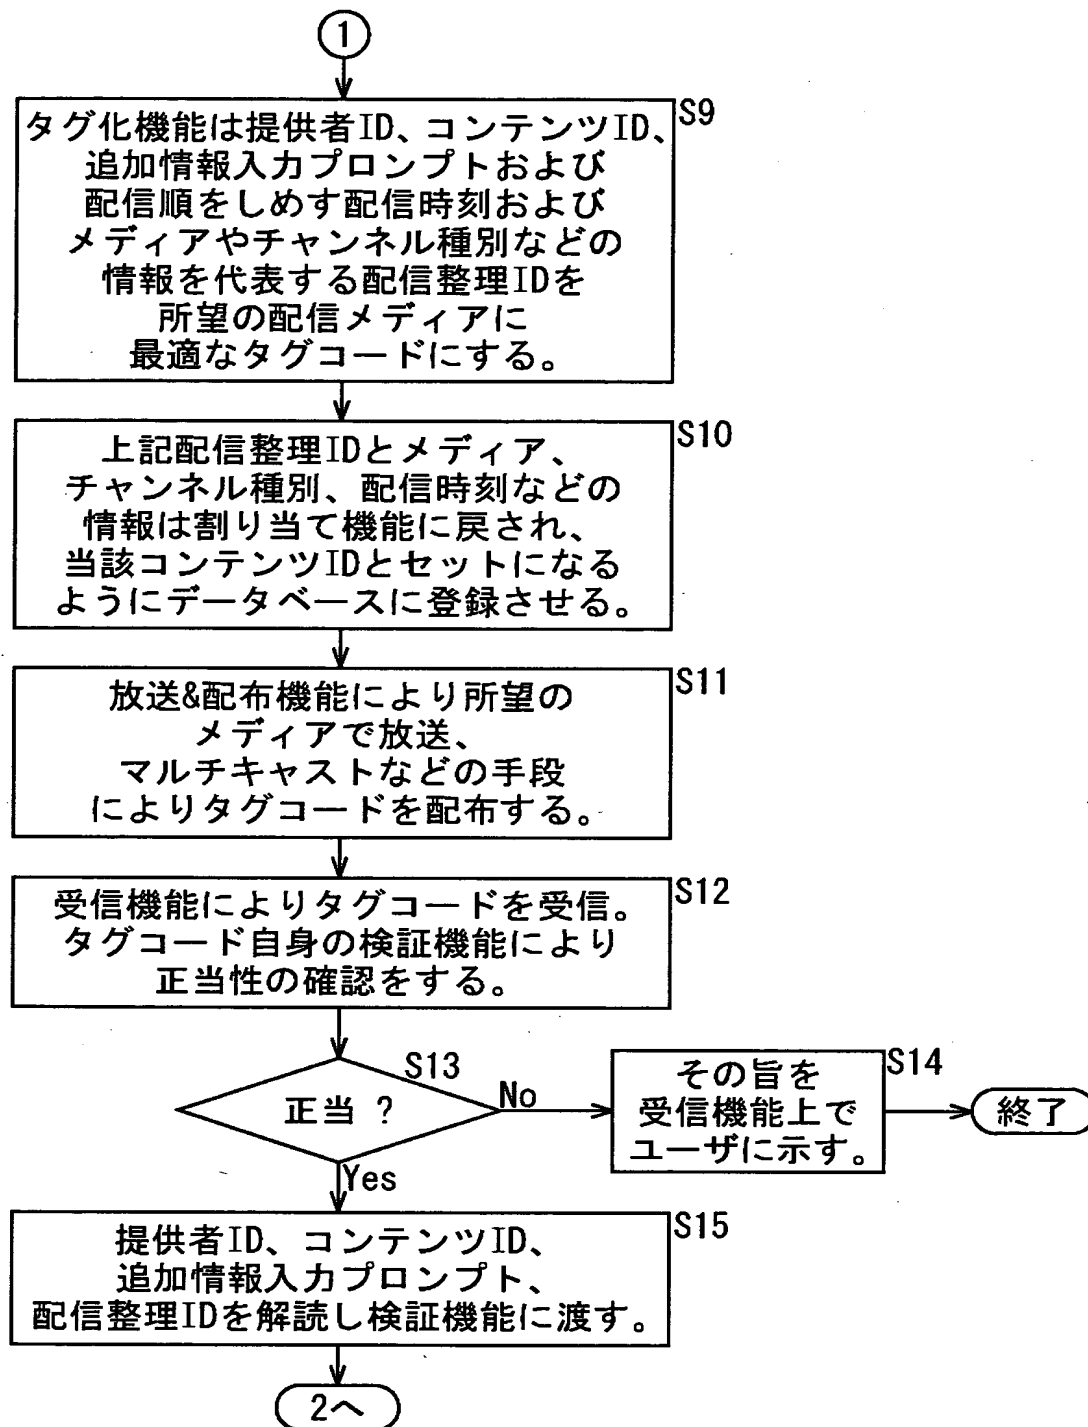 1
S9
タグ化機能は提供者ID、コンテンツID、
追加情報入力プロンプトおよび
配信順をしめす配信時刻および
メディアやチャンネル種別などの
情報を代表する配信整理IDを
所望の配信メディアに
最適なタグコードにする。
S10
上記配信整理IDとメディア、
チャンネル種別、配信時刻などの
情報は割り当て機能に戻され、
当該コンテンツIDとセットになる
ようにデータベースに登録させる。
S11
放送&配布機能により所望の
メディアで放送、
マルチキャストなどの手段
によりタグコードを配布する。
S12
受信機能によりタグコードを受信。
タグコード自身の検証機能により
正当性の確認をする。
S13
正当 ?
No
S14
その旨を
受信機能上で
ユーザに示す。
終了
Yes
S15
提供者ID、コンテンツID、
追加情報入力プロンプト、
配信整理IDを解読し検証機能に渡す。
2へ